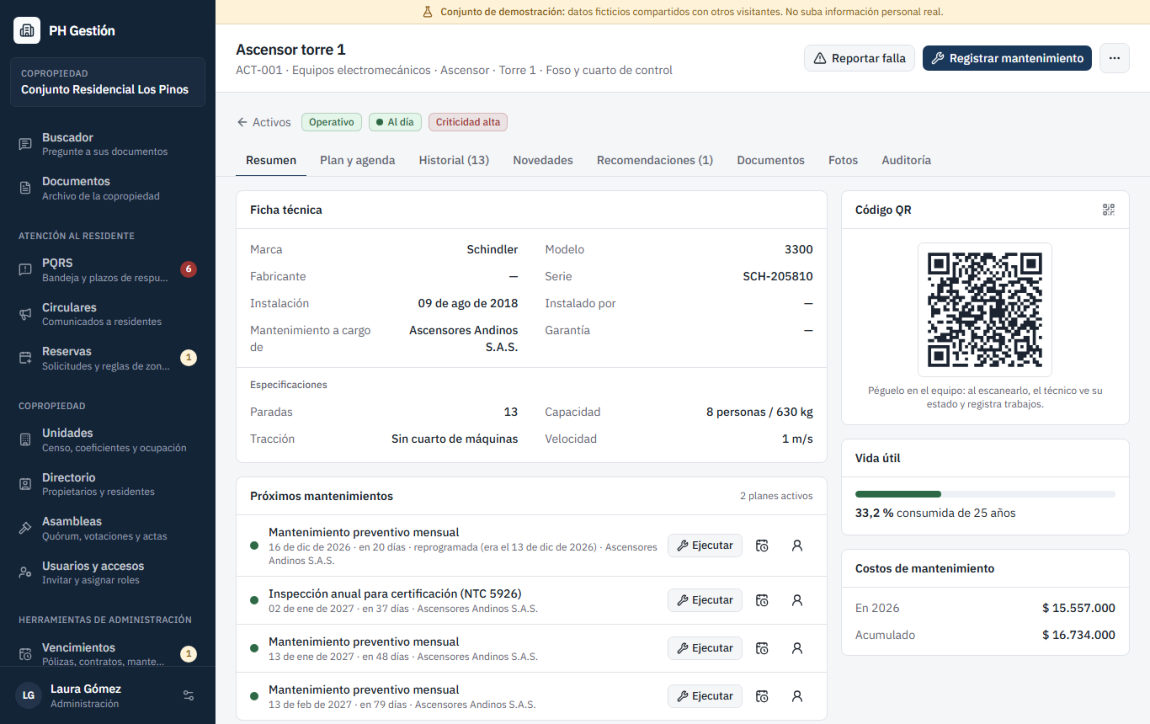 PH Gestión
COPROPIEDAD
Conjunto Residencial Los Pinos
Buscador
Pregunte a sus documentos
Documentos
Archivo de la copropiedad
ATENCIÓN AL RESIDENTE
PQRS
Bandeja y plazos de respu...
6
Circulares
Comunicados a residentes
Reservas
Solicitudes y reglas de zon...
1
COPROPIEDAD
Unidades
Censo, coeficientes y ocupación
Directorio
Propietarios y residentes
Asambleas
Quórum, votaciones y actas
Usuarios y accesos
Invitar y asignar roles
HERRAMIENTAS DE ADMINISTRACIÓN
Vencimientos
Pólizas, contratos, mante...
1
LG
Laura Gómez
Administración
Conjunto de demostración: datos ficticios compartidos con otros visitantes. No suba información personal real.
Ascensor torre 1
ACT-001 · Equipos electromecánicos · Ascensor · Torre 1 · Foso y cuarto de control
Reportar falla
Registrar mantenimiento
Activos
Operativo
Al día
Criticidad alta
Resumen
Plan y agenda
Historial (13)
Novedades
Recomendaciones (1)
Documentos
Fotos
Auditoría
Ficha técnica
Marca Schindler Modelo 3300
Fabricante — Serie SCH-205810
Instalación 09 de ago de 2018 Instalado por —
Mantenimiento a cargo de Ascensores Andinos S.A.S. Garantía —
Especificaciones
Paradas 13 Capacidad 8 personas / 630 kg
Tracción Sin cuarto de máquinas Velocidad 1 m/s
Próximos mantenimientos
2 planes activos
Mantenimiento preventivo mensual
16 de dic de 2026 · en 20 días · reprogramada (era el 13 de dic de 2026) · Ascensores
Andinos S.A.S.
Ejecutar
Inspección anual para certificación (NTC 5926)
02 de ene de 2027 · en 37 días · Ascensores Andinos S.A.S.
Ejecutar
Mantenimiento preventivo mensual
13 de ene de 2027 · en 48 días · Ascensores Andinos S.A.S.
Ejecutar
Mantenimiento preventivo mensual
13 de feb de 2027 · en 79 días · Ascensores Andinos S.A.S.
Ejecutar
Código QR
Péguelo en el equipo: al escanearlo, el técnico ve su
estado y registra trabajos.
Vida útil
33,2 % consumida de 25 años
Costos de mantenimiento
En 2026 $ 15.557.000
Acumulado $ 16.734.000